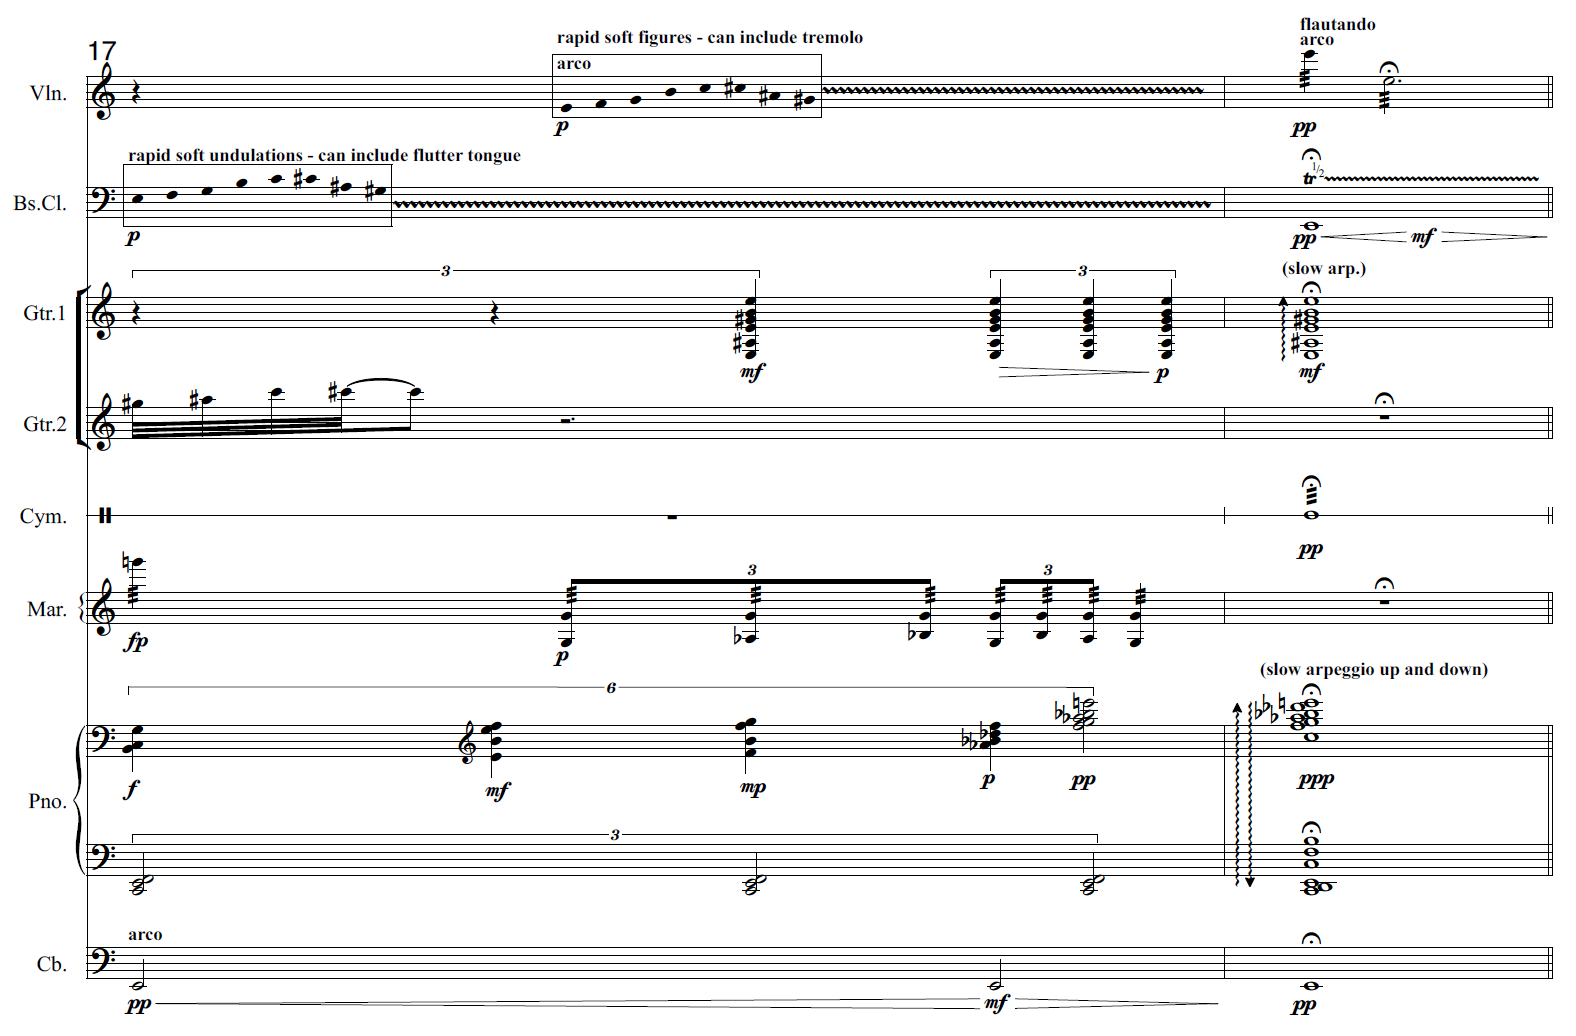 17
rapid soft figures - can include tremolo
flautando
arco
arco
Vln.
p
pp
rapid soft undulations - can include flutter tongue
tr 1/2
Bs.Cl.
p
pp mf
3 3
(slow arp.)
Gtr.1
mf p mf
Gtr.2
Cym.
pp
3 3
Mar.
fp p
(slow arpeggio up and down)
6
f mf mp p pp ppp
Pno.
3
arco
Cb.
pp mf pp